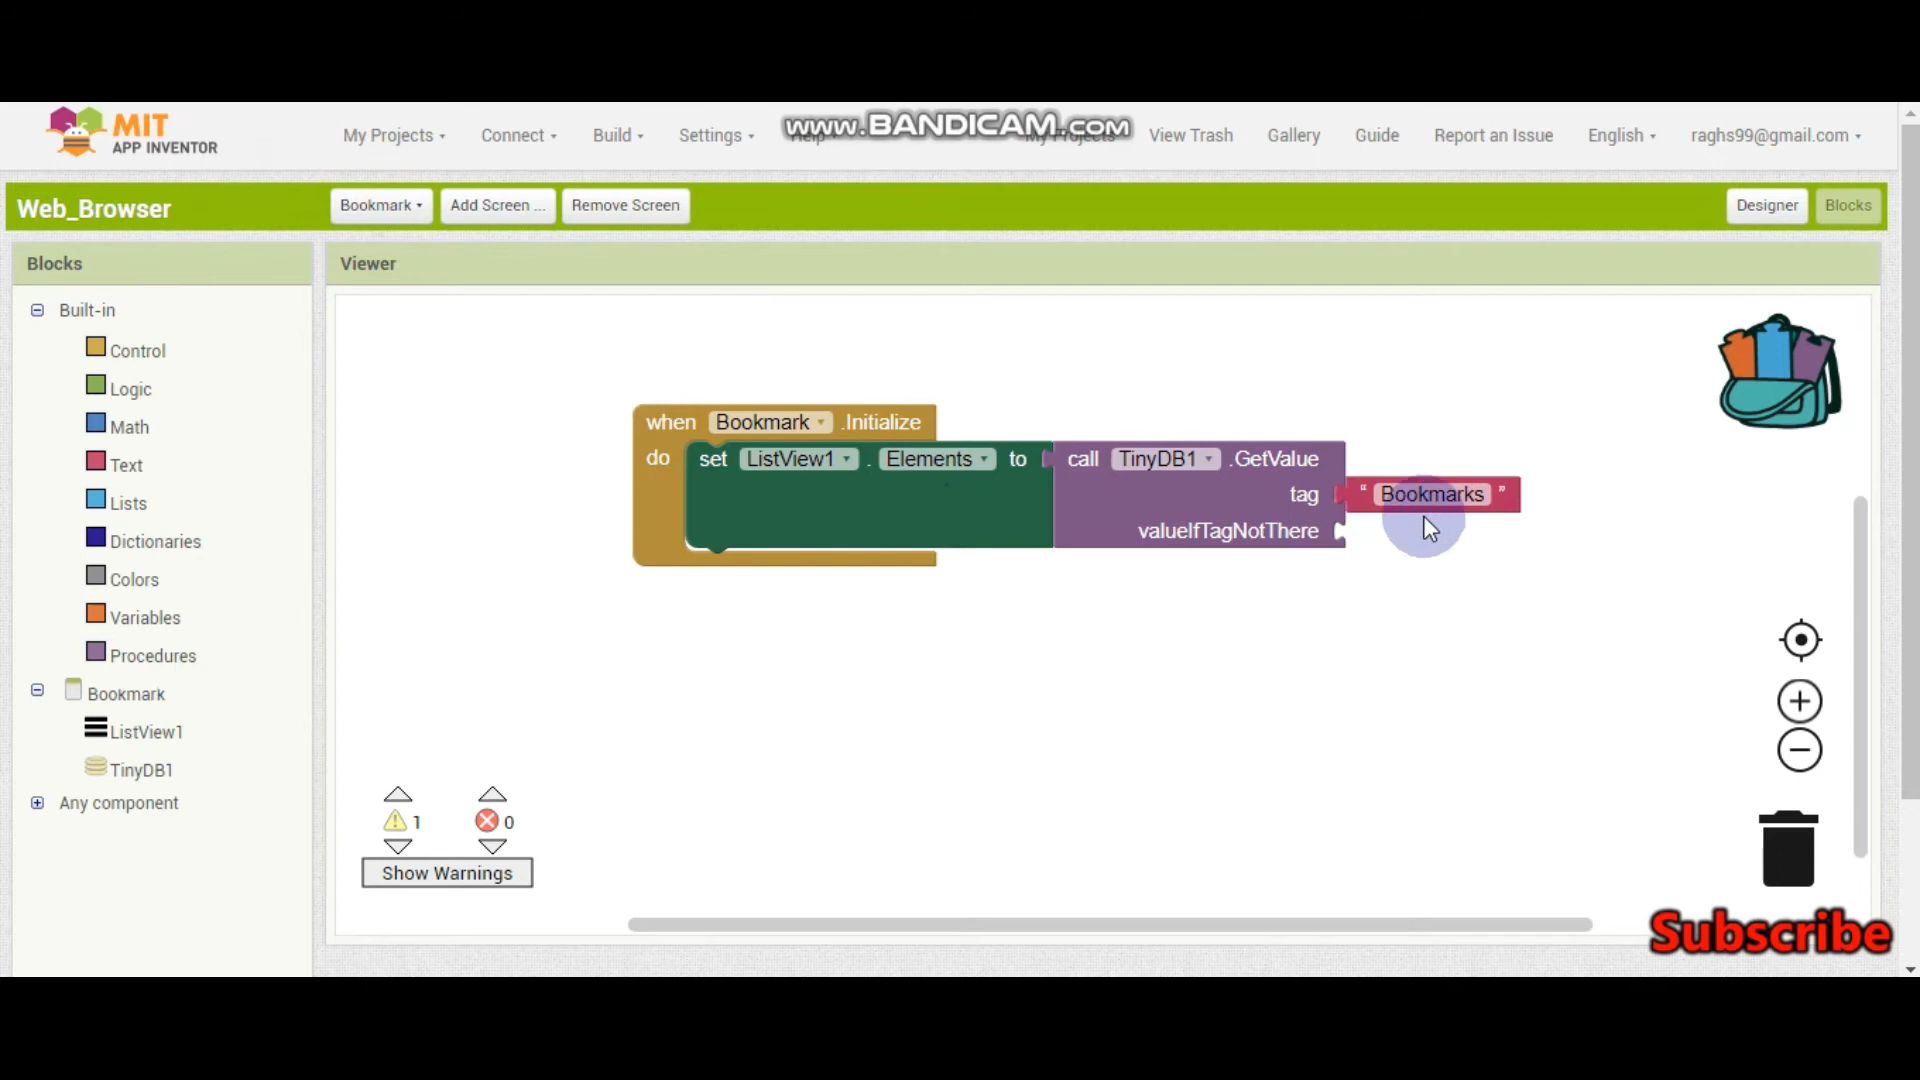 www.BANDICAM.com
MIT
APP INVENTOR
My Projects
Connect
Build
Settings
Help
My Projects
View Trash
Gallery
Guide
Report an Issue
English
raghs99@gmail.com
Web_Browser
Bookmark
Add Screen ...
Remove Screen
Designer
Blocks
Blocks
Viewer
Built-in
Control
Logic
Math
Text
Lists
Dictionaries
Colors
Variables
Procedures
Bookmark
ListView1
TinyDB1
Any component
when Bookmark .Initialize
do set ListView1 . Elements to call TinyDB1 .GetValue
tag “ Bookmarks ”
valueIfTagNotThere
1
0
Show Warnings
Subscribe